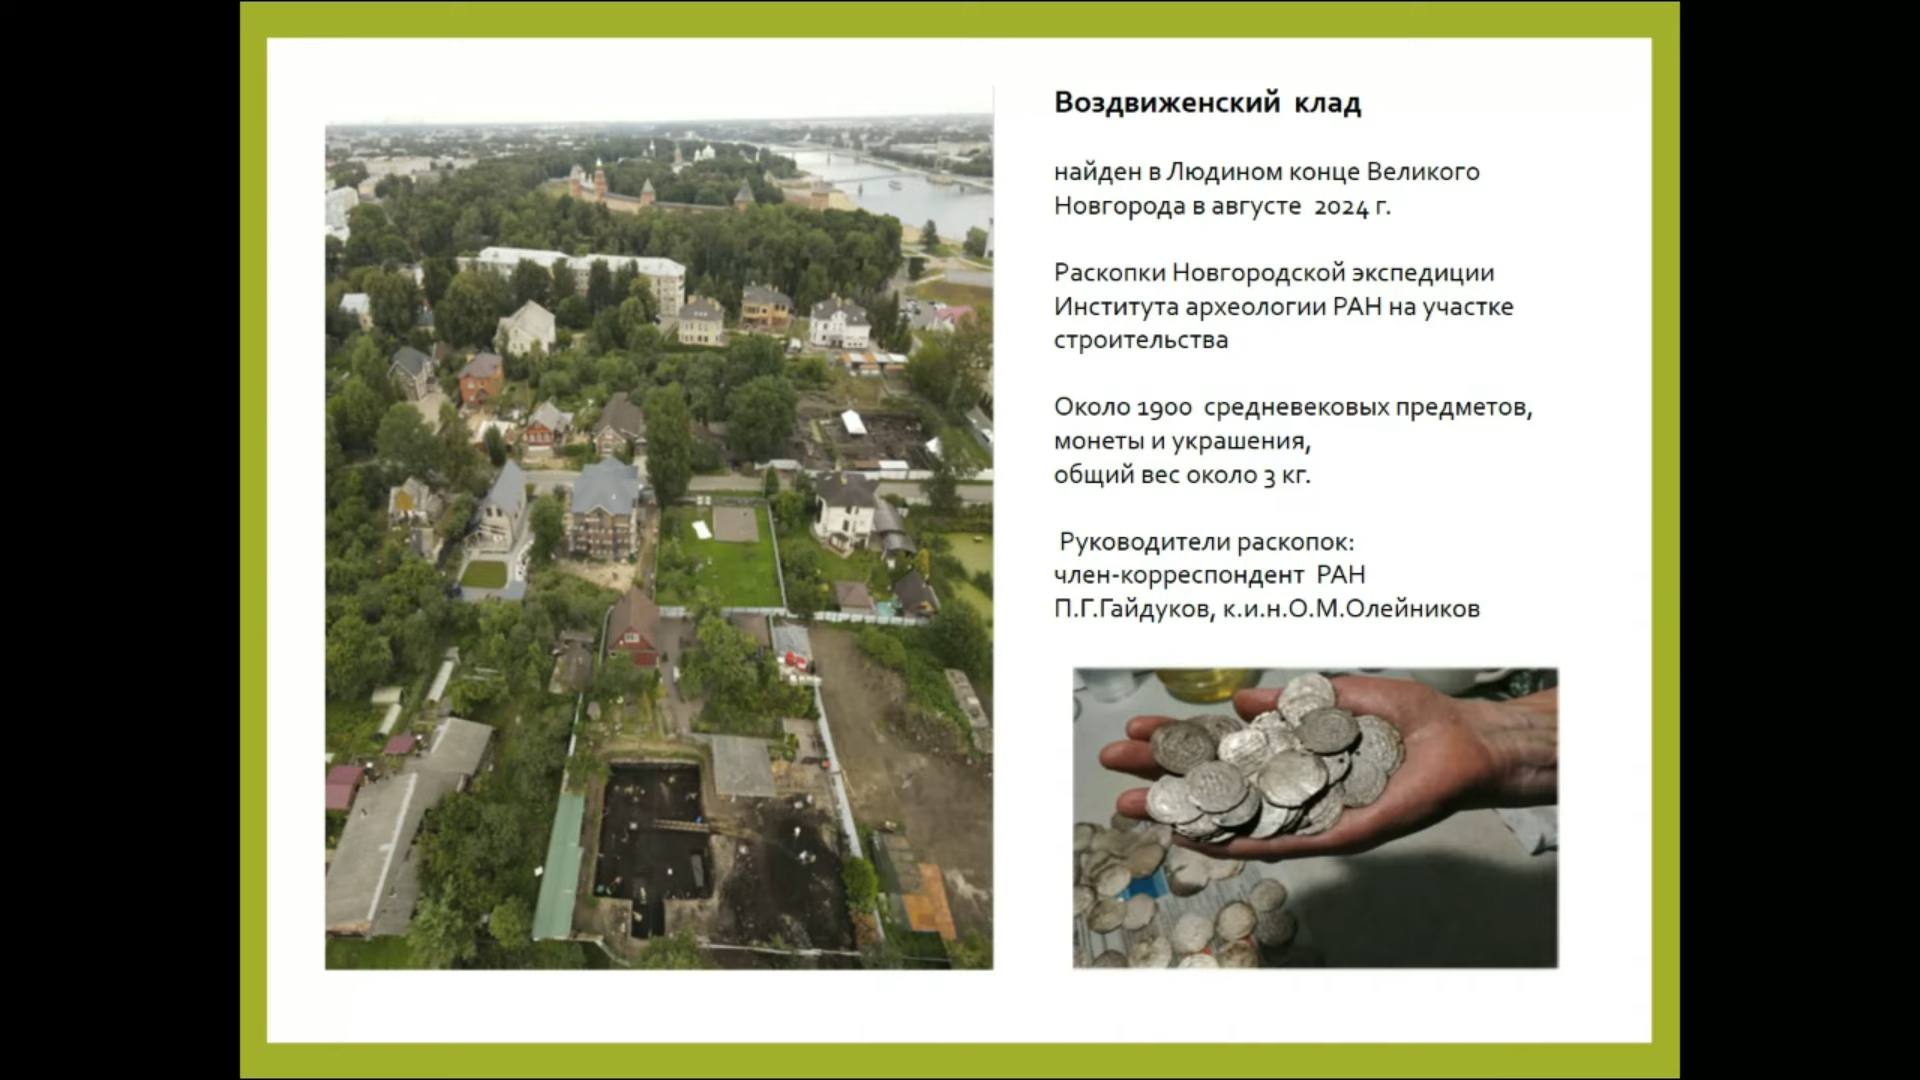 Воздвиженский клад
найден в Людином конце Великого
Новгорода в августе 2024 г.
Раскопки Новгородской экспедиции
Института археологии РАН на участке
строительства
Около 1900 средневековых предметов,
монеты и украшения,
общий вес около 3 кг.
Руководители раскопок:
член-корреспондент РАН
П.Г.Гайдуков, к.и.н.О.М.Олейников